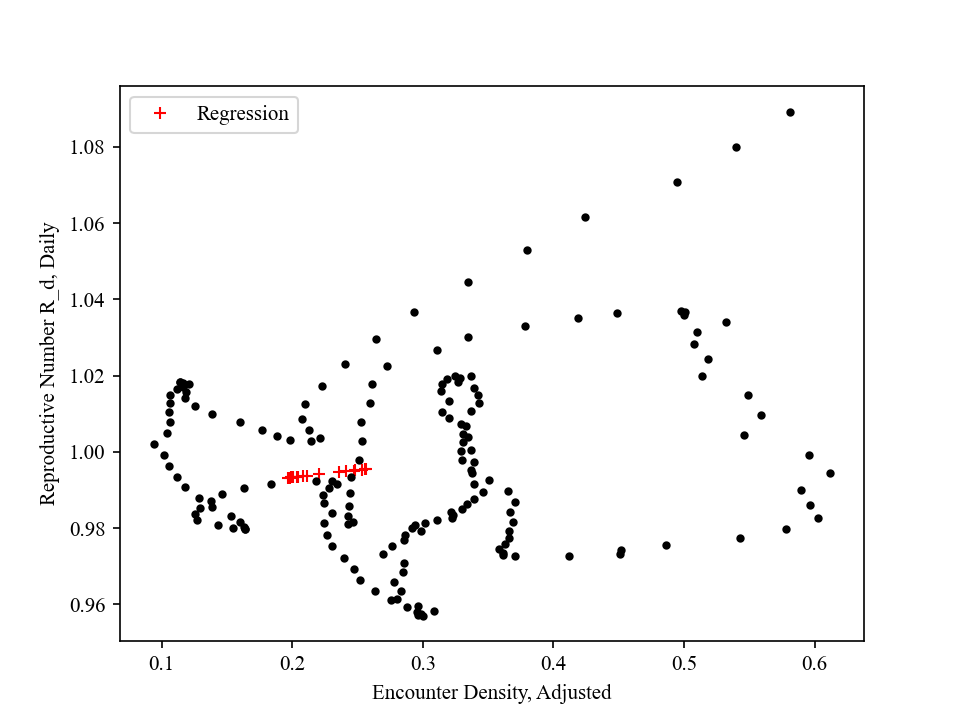 Regression
1.08
1.06
1.04
1.02
1.00
0.98
0.96
Reproductive Number R_d, Daily
0.1 0.2 0.3 0.4 0.5 0.6
Encounter Density, Adjusted